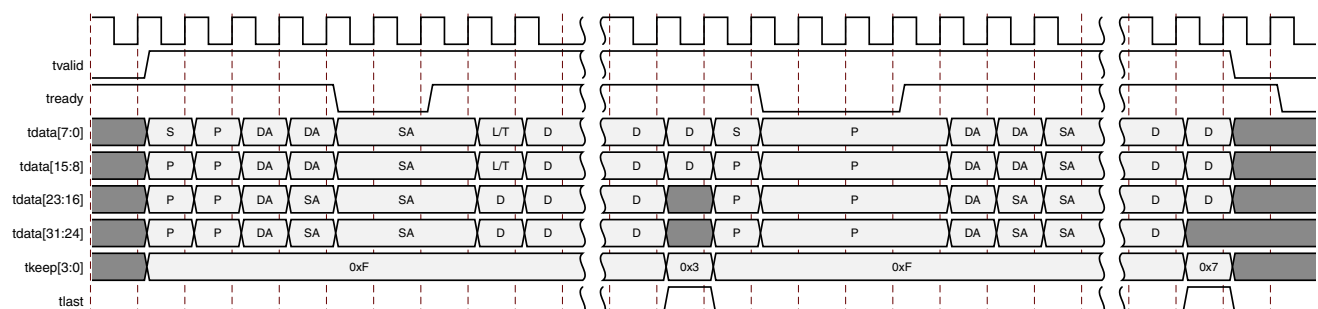 tvalid
tready
tdata[7:0] S P DA DA SA L/T D D D S P DA DA SA D D
tdata[15:8] P P DA DA SA L/T D D D P P DA DA SA D D
tdata[23:16] P P DA SA SA D D D P P DA SA SA D D
tdata[31:24] P P DA SA SA D D D P P DA SA SA D
tkeep[3:0] 0xF 0x3 0xF 0x7
tlast